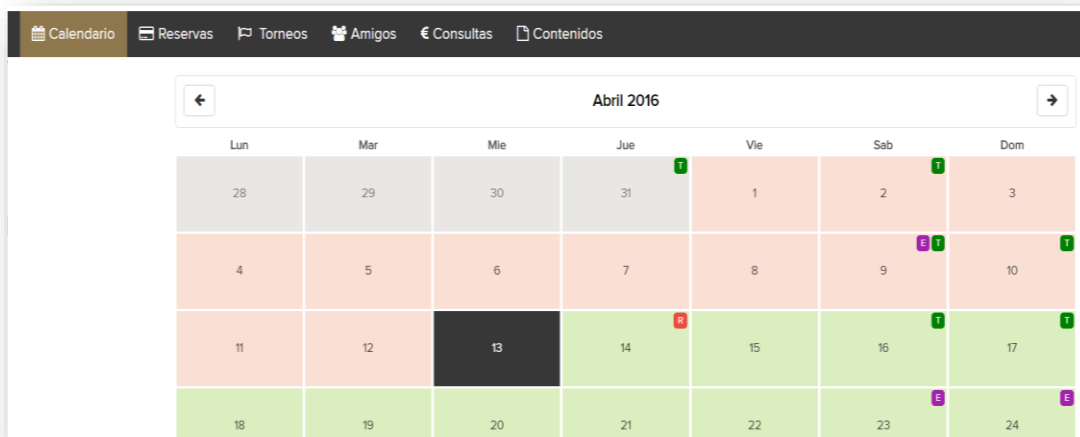 Calendario Reservas Torneos Amigos € Consultas Contenidos
Abril 2016
Lun Mar Mie Jue Vie Sab Dom
T T
28 29 30 31 1 2 3
E T T
4 5 6 7 8 9 10
R T T
11 12 13 14 15 16 17
E E
18 19 20 21 22 23 24